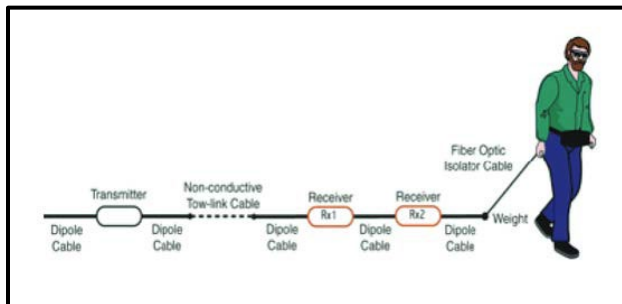 Fiber Optic
Isolator Cable
Transmitter
Non-conductive
Tow-link Cable
Receiver
Receiver
Rx1
Rx2
Weight
Dipole
Cable
Dipole
Cable
Dipole
Cable
Dipole
Cable
Dipole
Cable